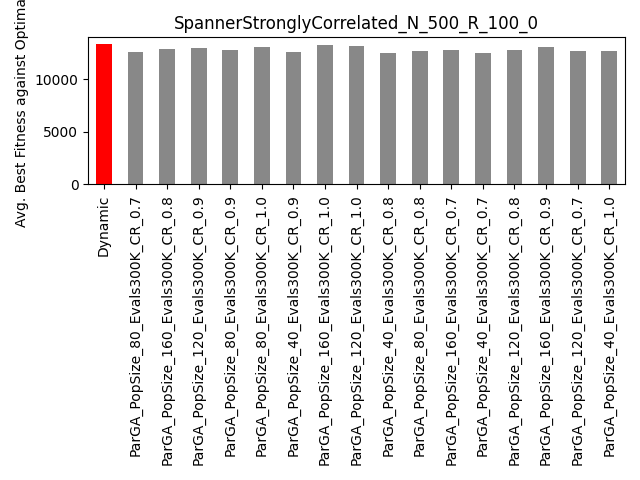 SpannerStronglyCorrelated_N_500_R_100_0
Avg. Best Fitness against Optima
10000
5000
0
Dynamic
ParGA_PopSize_80_Evals300K_CR_0.7
ParGA_PopSize_160_Evals300K_CR_0.8
ParGA_PopSize_120_Evals300K_CR_0.9
ParGA_PopSize_80_Evals300K_CR_0.9
ParGA_PopSize_80_Evals300K_CR_1.0
ParGA_PopSize_40_Evals300K_CR_0.9
ParGA_PopSize_160_Evals300K_CR_1.0
ParGA_PopSize_120_Evals300K_CR_1.0
ParGA_PopSize_40_Evals300K_CR_0.8
ParGA_PopSize_80_Evals300K_CR_0.8
ParGA_PopSize_160_Evals300K_CR_0.7
ParGA_PopSize_40_Evals300K_CR_0.7
ParGA_PopSize_120_Evals300K_CR_0.8
ParGA_PopSize_160_Evals300K_CR_0.9
ParGA_PopSize_120_Evals300K_CR_0.7
ParGA_PopSize_40_Evals300K_CR_1.0